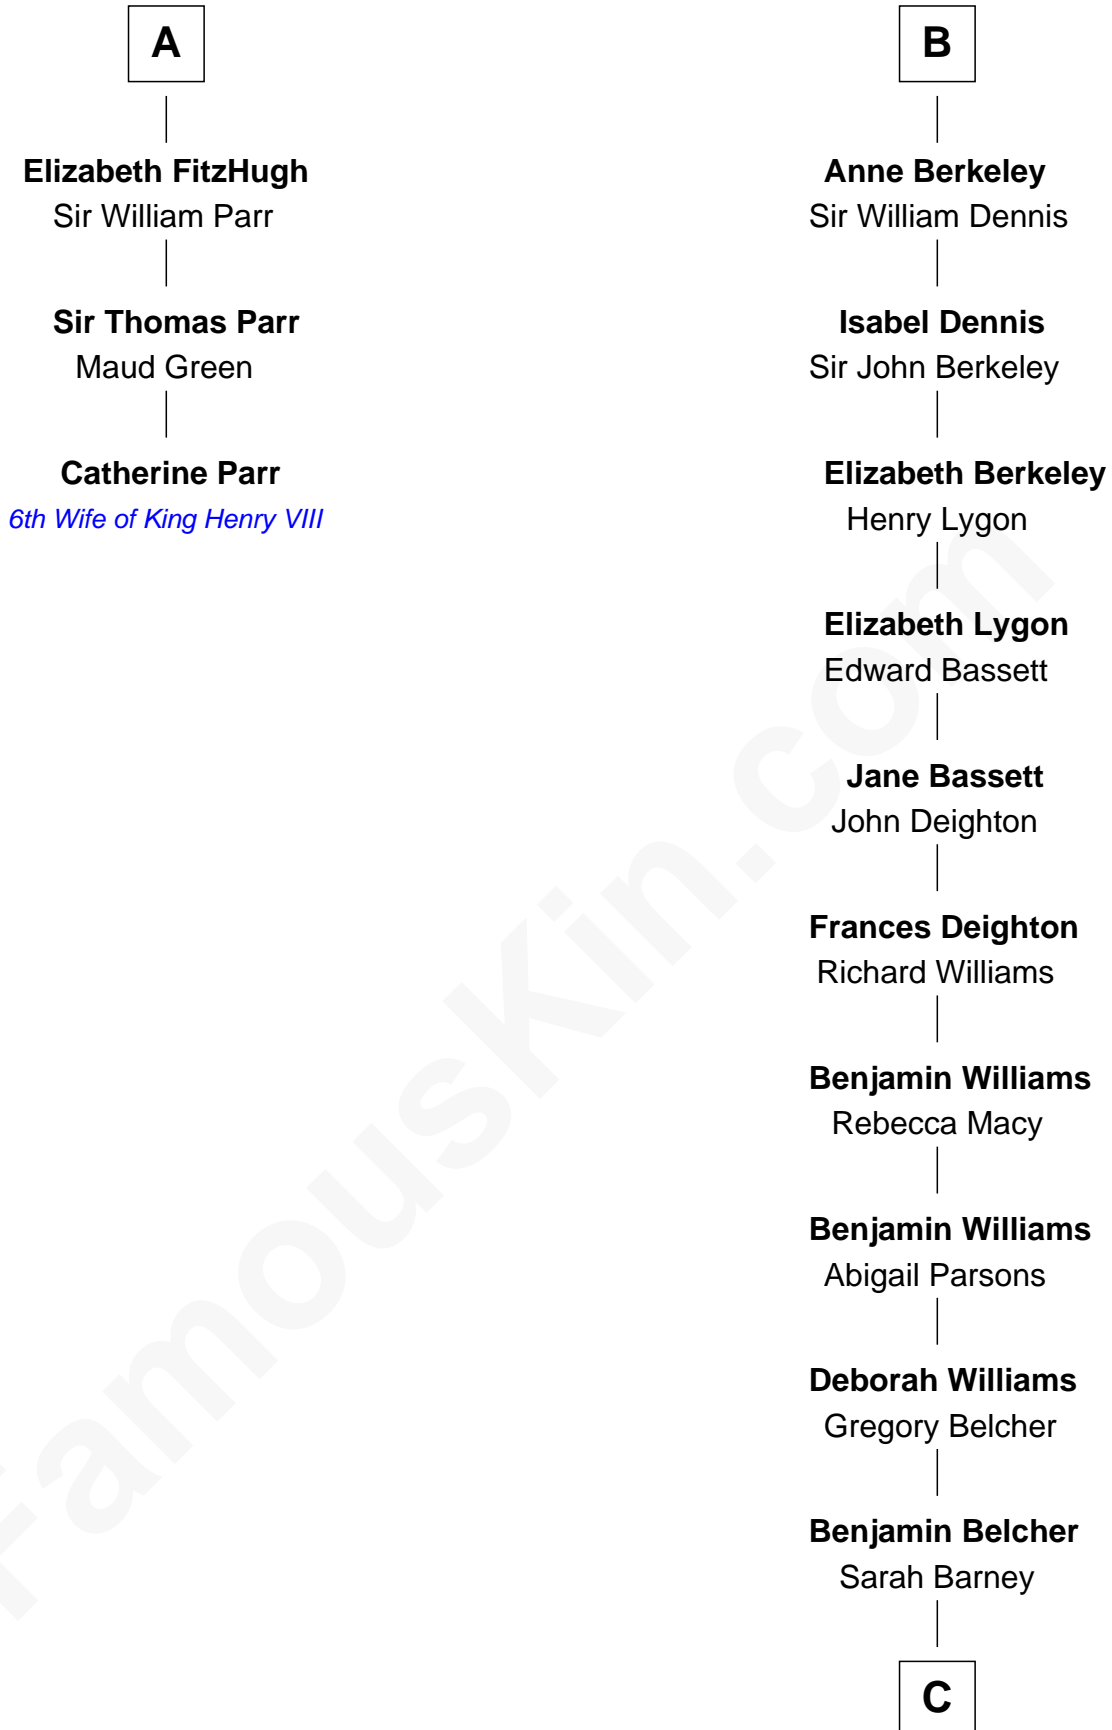 A
Elizabeth FitzHugh
Sir William Parr
Sir Thomas Parr
Maud Green
Catherine Parr
6th Wife of King Henry VIII
B
Anne Berkeley
Sir William Dennis
Isabel Dennis
Sir John Berkeley
Elizabeth Berkeley
Henry Lygon
Elizabeth Lygon
Edward Bassett
Jane Bassett
John Deighton
Frances Deighton
Richard Williams
Benjamin Williams
Rebecca Macy
Benjamin Williams
Abigail Parsons
Deborah Williams
Gregory Belcher
Benjamin Belcher
Sarah Barney
C
FamousKin.com